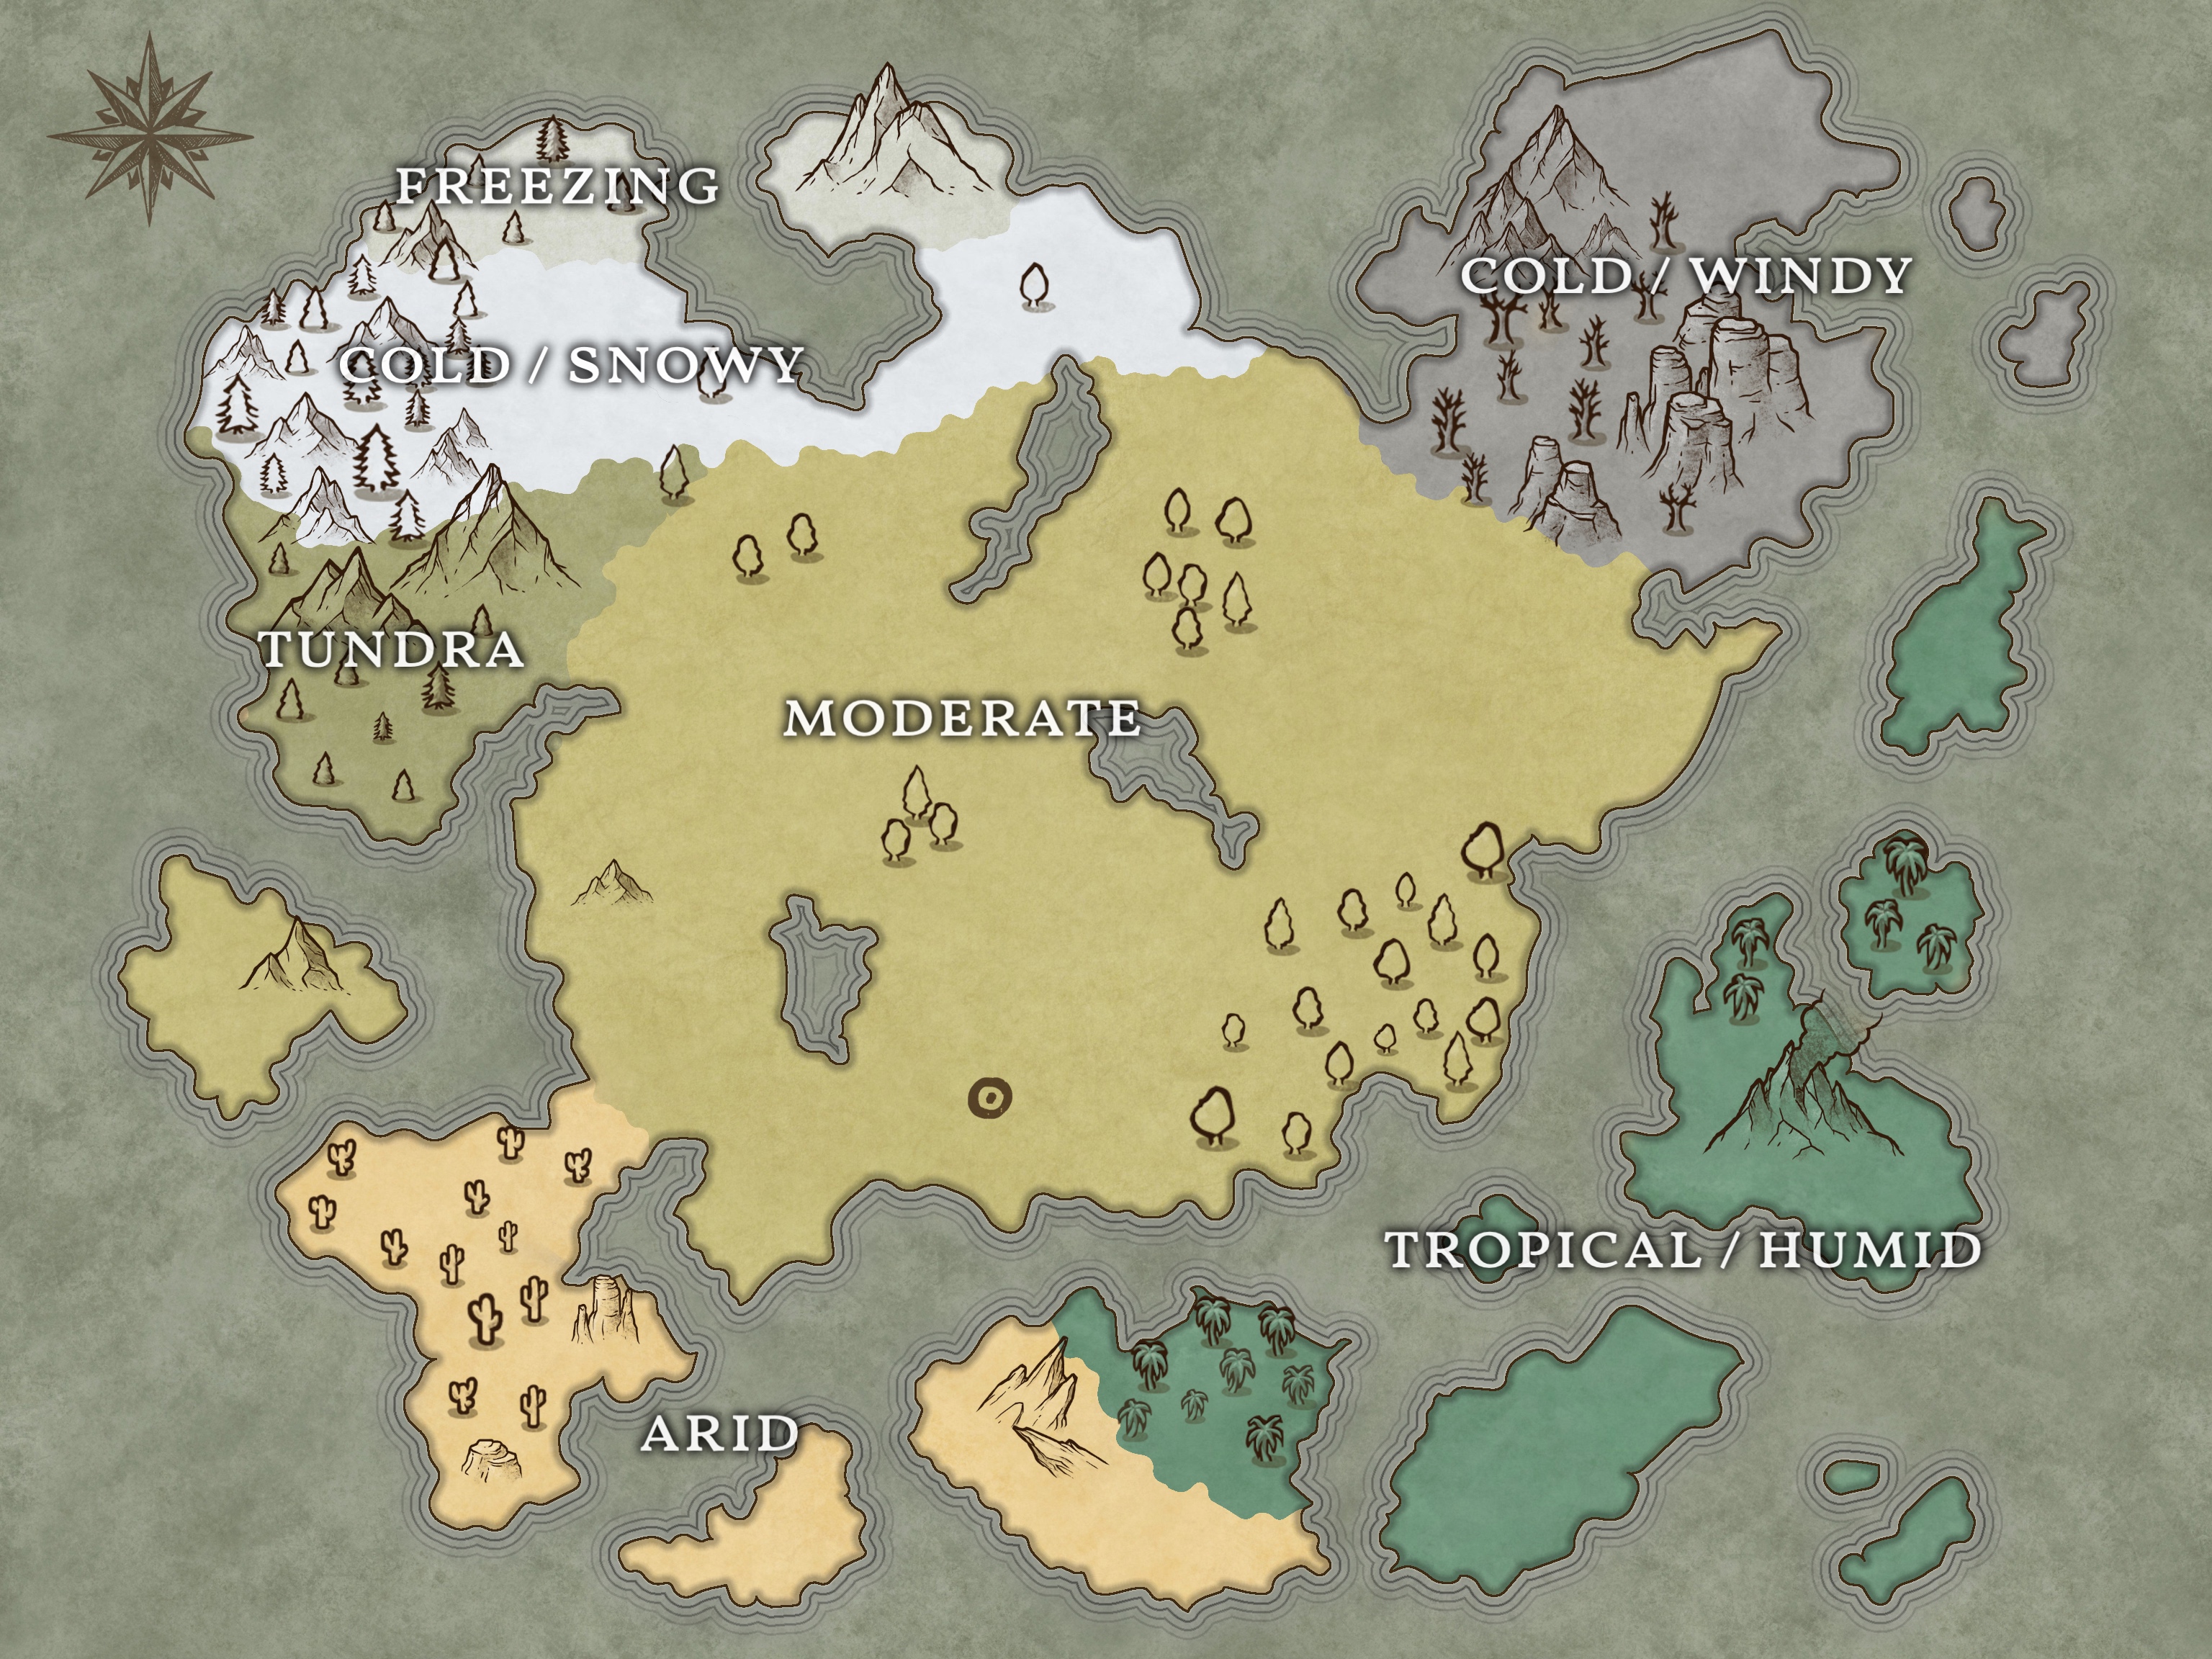 FREEZING
COLD / WINDY
COLD / SNOWY
TUNDRA
MODERATE
TROPICAL / HUMID
ARID